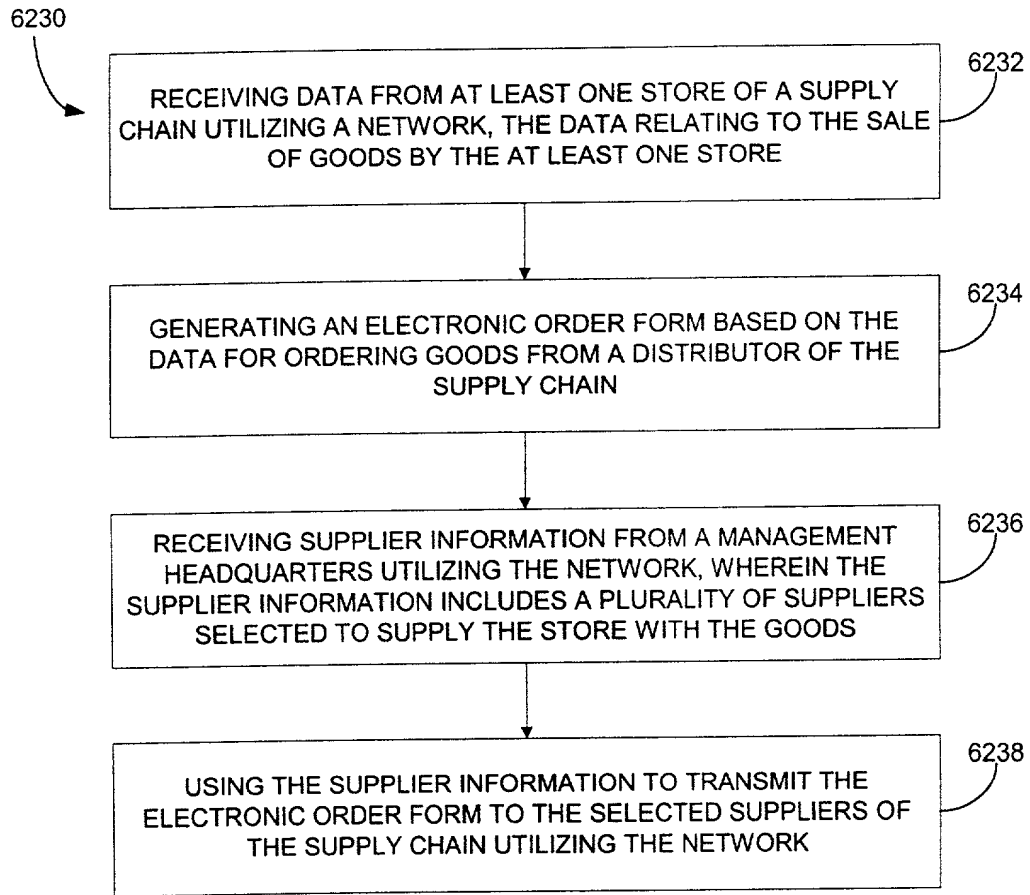 6230
6232
RECEIVING DATA FROM AT LEAST ONE STORE OF A SUPPLY
CHAIN UTILIZING A NETWORK, THE DATA RELATING TO THE SALE
OF GOODS BY THE AT LEAST ONE STORE
6234
GENERATING AN ELECTRONIC ORDER FORM BASED ON THE
DATA FOR ORDERING GOODS FROM A DISTRIBUTOR OF THE
SUPPLY CHAIN
6236
RECEIVING SUPPLIER INFORMATION FROM A MANAGEMENT
HEADQUARTERS UTILIZING THE NETWORK, WHEREIN THE
SUPPLIER INFORMATION INCLUDES A PLURALITY OF SUPPLIERS
SELECTED TO SUPPLY THE STORE WITH THE GOODS
6238
USING THE SUPPLIER INFORMATION TO TRANSMIT THE
ELECTRONIC ORDER FORM TO THE SELECTED SUPPLIERS OF
THE SUPPLY CHAIN UTILIZING THE NETWORK